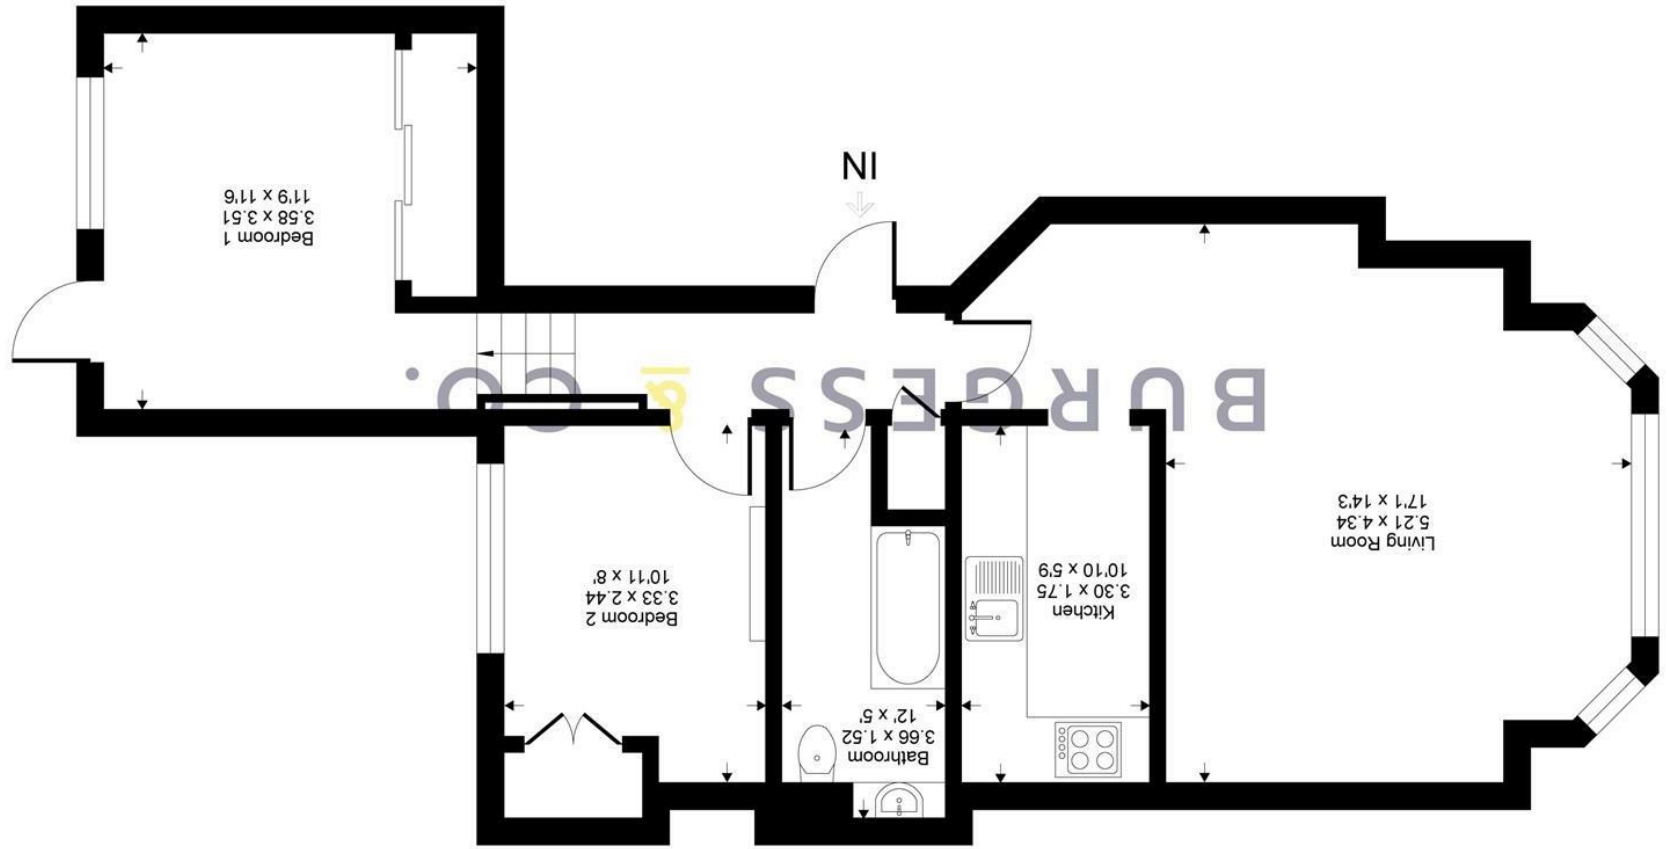 Bedroom 1
3.58 x 3.51
11'9 x 11'6
IN
BURGESS & CO.
Living Room
5.21 x 4.34
17'1 x 14'3
Kitchen
3.30 x 1.75
10'10 x 5'9
Bedroom 2
3.33 x 2.44
10'11 x 8'
Bathroom
3.66 x 1.52
12' x 5'